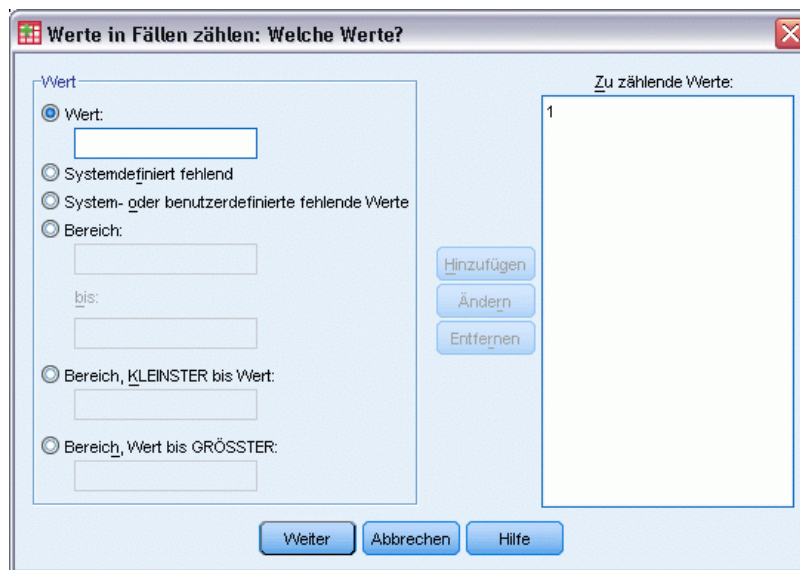 Werte in Fällen zählen: Welche Werte?
Wert
Wert:
Systemdefiniert fehlend
System- oder benutzerdefinierte fehlende Werte
Bereich:
bis:
Bereich, KLEINSTER bis Wert:
Bereich, Wert bis GRÖSSTER:
Hinzufügen
Ändern
Entfernen
Zu zählende Werte:
1
Weiter
Abbrechen
Hilfe